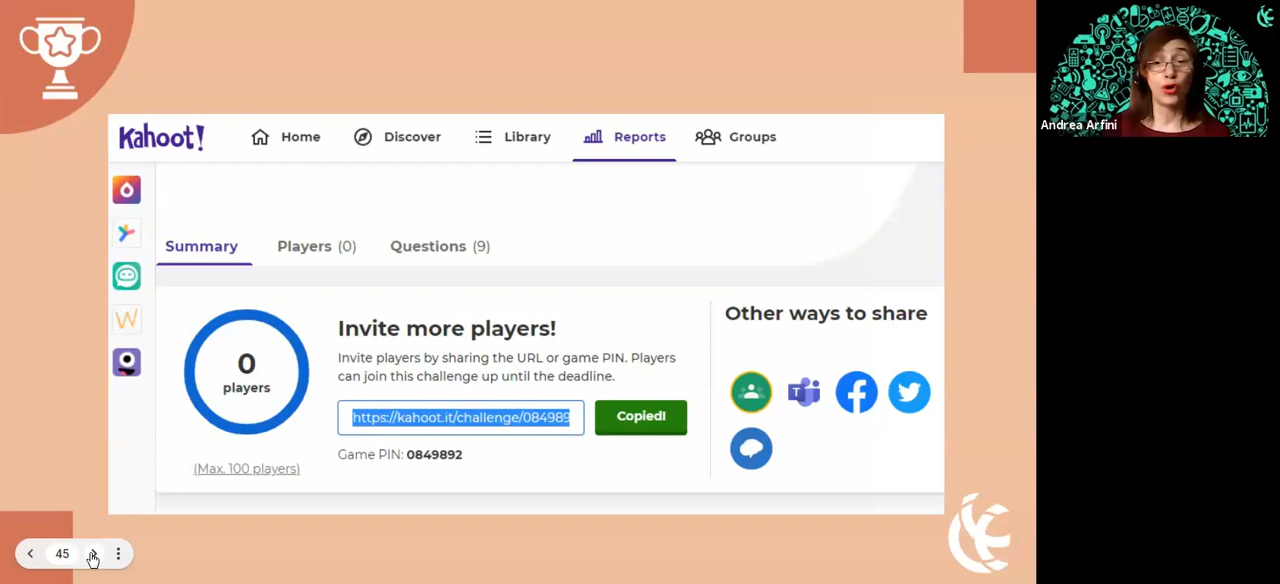 Kahoot!
Home
Discover
Library
Reports
Groups
Summary
Players (0)
Questions (9)
0
players
(Max. 100 players)
Invite more players!
Invite players by sharing the URL or game PIN. Players
can join this challenge up until the deadline.
https://kahoot.it/challenge/084989
Copied!
Game PIN: 0849892
Other ways to share
T
W
45
Andrea Arfini